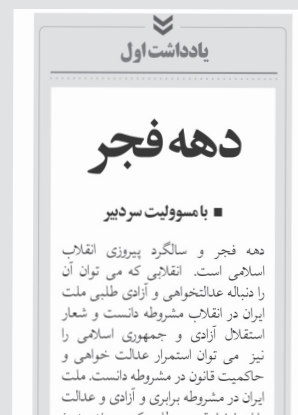 یادداشت اول
دهه فجر
■ با مسوولیت سردبیر
دهه فجر و سالگرد پیروزی انقلاب
اسلامی است. انقلابی که می توان آن
را دنباله عدالتخواهی و آزادی طلبی ملت
ایران در انقلاب مشروطه دانست و شعار
استقلال آزادی و جمهوری اسلامی را
نیز می توان استمرار عدالت خواهی و
حاکمیت قانون در مشروطه دانست. ملت
ایران در مشروطه برابری و آزادی و عدالت